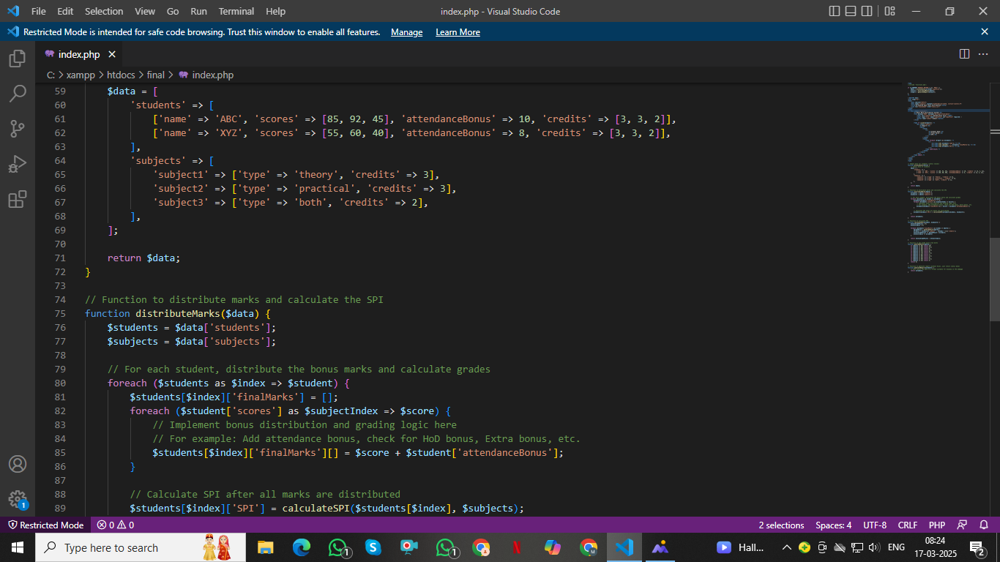 File Edit Selection View Go Run Terminal Help index.php - Visual Studio Code
Restricted Mode is intended for safe code browsing. Trust this window to enable all features. Manage Learn More
index.php
C: > xampp > htdocs > final > index.php
59 $data = [
60 'students' => [
61 ['name' => 'ABC', 'scores' => [85, 92, 45], 'attendanceBonus' => 10, 'credits' => [3, 3, 2]],
62 ['name' => 'XYZ', 'scores' => [55, 60, 40], 'attendanceBonus' => 8, 'credits' => [3, 3, 2]],
63 ],
64 'subjects' => [
65 'subject1' => ['type' => 'theory', 'credits' => 3],
66 'subject2' => ['type' => 'practical', 'credits' => 3],
67 'subject3' => ['type' => 'both', 'credits' => 2],
68 ],
69 ];
70
71 return $data;
72 }
73
74 // Function to distribute marks and calculate the SPI
75 function distributeMarks($data) {
76 $students = $data['students'];
77 $subjects = $data['subjects'];
78
79 // For each student, distribute the bonus marks and calculate grades
80 foreach ($students as $index => $student) {
81 $students[$index]['finalMarks'] = [];
82 foreach ($student['scores'] as $subjectIndex => $score) {
83 // Implement bonus distribution and grading logic here
84 // For example: Add attendance bonus, check for HoD bonus, Extra bonus, etc.
85 $students[$index]['finalMarks'][] = $score + $student['attendanceBonus'];
86 }
87
88 // Calculate SPI after all marks are distributed
89 $students[$index]['SPI'] = calculateSPI($students[$index], $subjects);
1
Restricted Mode 0 0 2 selections Spaces: 4 UTF-8 CRLF PHP
Type here to search 1 1 Hall... ENG 08:24
17-03-2025 2